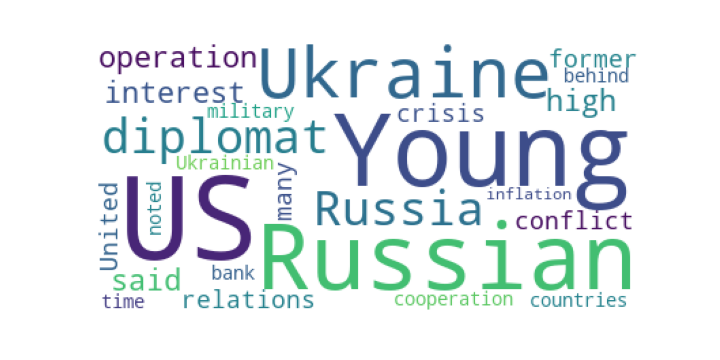 operation
Ukraine
former
behind
interest
high
military
crisis
diplomat
Young
Ukrainian
United
noted
US
many
Russia
inflation
conflict
Russian
said
bank
time
relations
cooperation
countries